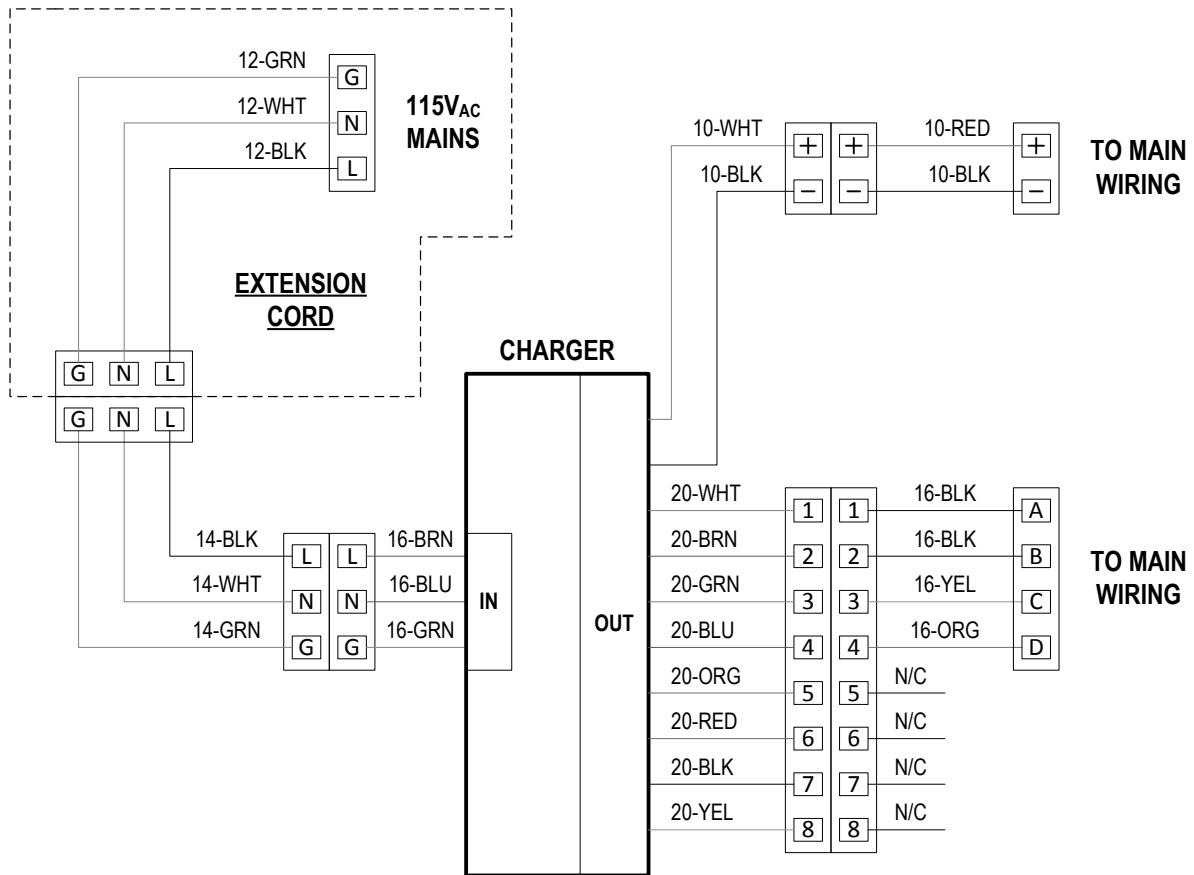 12-GRN
G
12-WHT
N
12-BLK
L
115VAC
MAINS
EXTENSION
CORD
G N L
G N L
14-BLK
L L
16-BRN
14-WHT
N N
16-BLU
14-GRN
G G
16-GRN
CHARGER
IN
OUT
10-WHT
+ +
10-RED
+
10-BLK
− −
10-BLK
−
TO MAIN
WIRING
20-WHT
1 1
16-BLK
A
20-BRN
2 2
16-BLK
B
20-GRN
3 3
16-YEL
C
20-BLU
4 4
16-ORG
D
20-ORG
5 5
N/C
20-RED
6 6
N/C
20-BLK
7 7
N/C
20-YEL
8 8
N/C
TO MAIN
WIRING